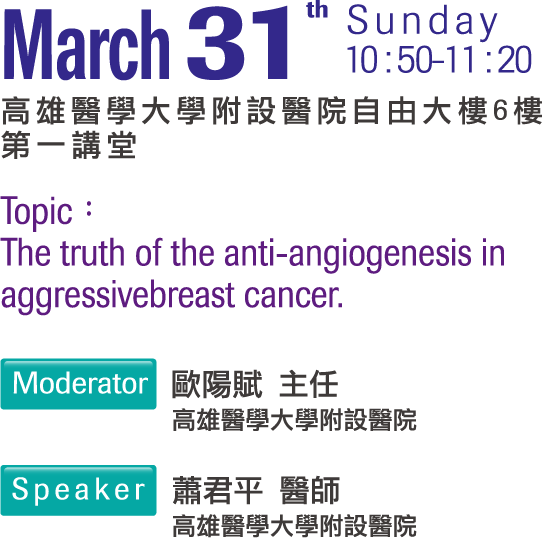 March 31th Sunday
10:50-11:20
高雄醫學大學附設醫院自由大樓6樓
第一講堂
Topic：
The truth of the anti-angiogenesis in
aggressivebreast cancer.
Moderator 歐陽賦 主任
高雄醫學大學附設醫院
Speaker 蕭君平 醫師
高雄醫學大學附設醫院